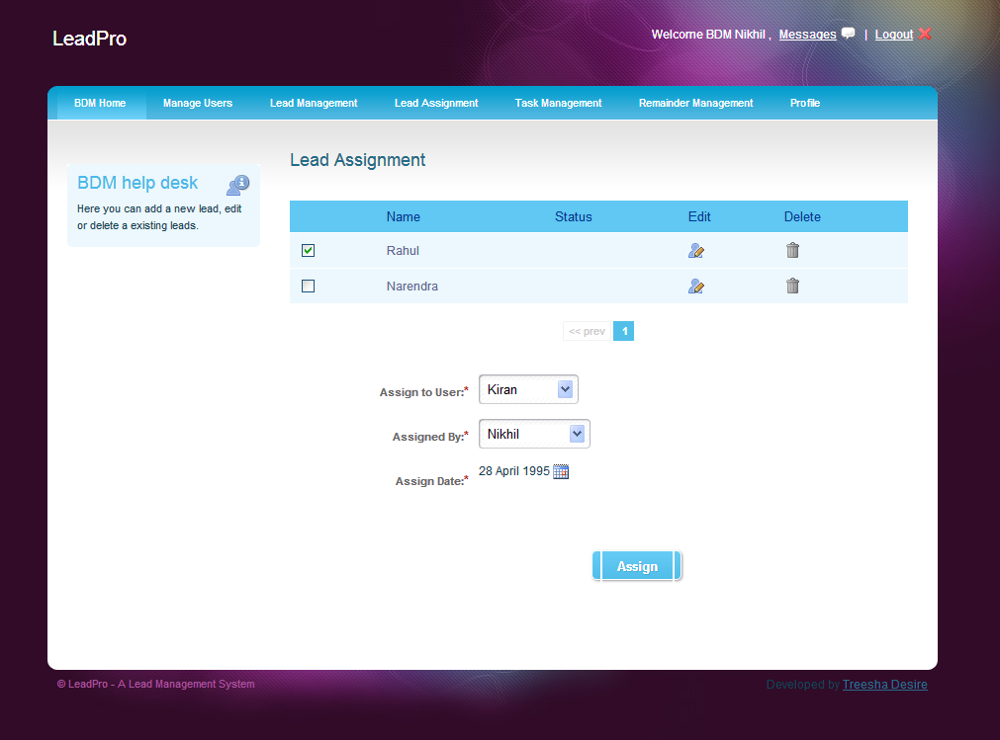 LeadPro
Welcome BDM Nikhil , Messages | Logout
BDM Home Manage Users Lead Management Lead Assignment Task Management Remainder Management Profile
BDM help desk
Here you can add a new lead, edit
or delete a existing leads.
Lead Assignment
Name Status Edit Delete
Rahul
Narendra
<< prev 1
Assign to User:* Kiran
Assigned By:* Nikhil
Assign Date:* 28 April 1995
Assign
© LeadPro - A Lead Management System
Developed by Treesha Desire